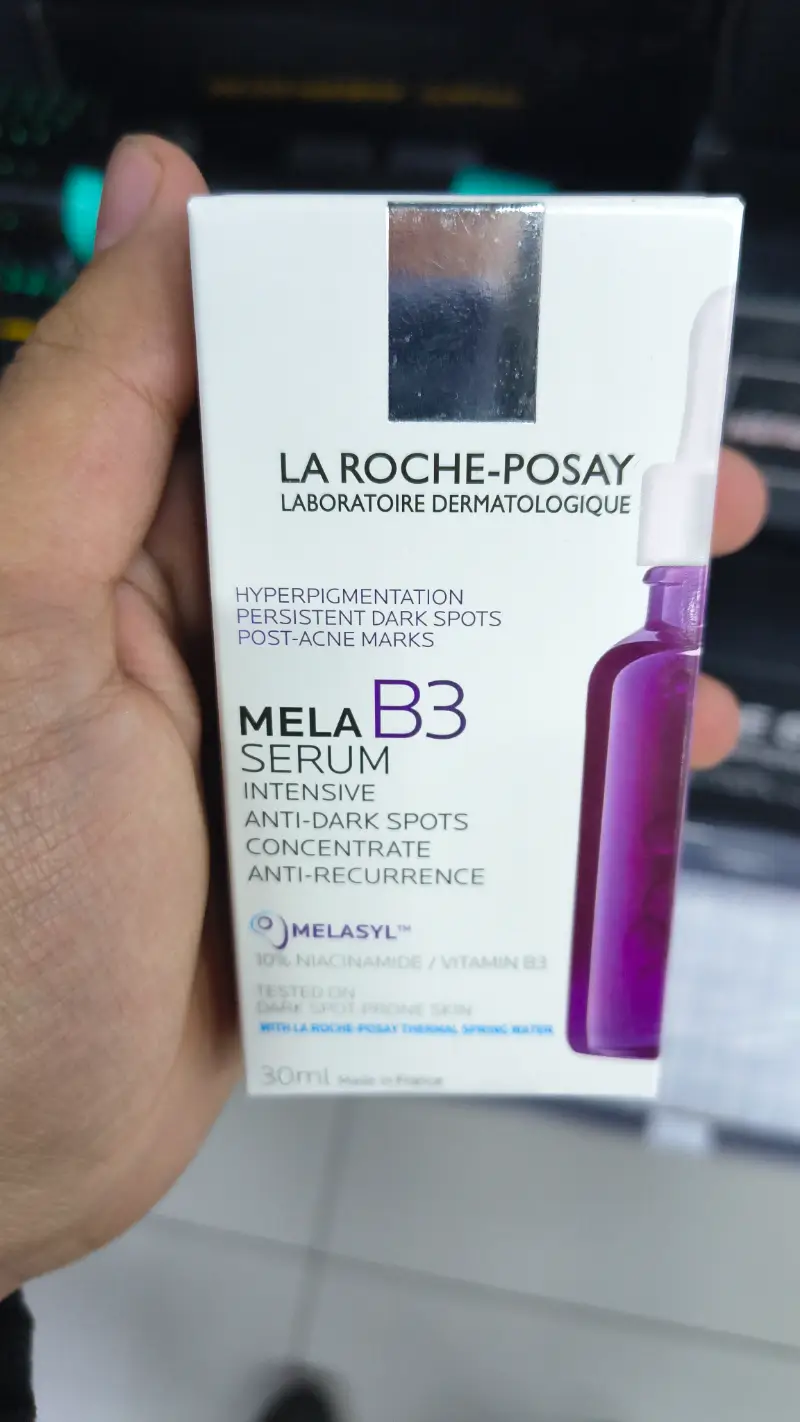 LA ROCHE-POSAY
LABORATOIRE DERMATOLOGIQUE
HYPERPIGMENTATION
PERSISTENT DARK SPOTS
POST-ACNE MARKS
MELA B3
SERUM
INTENSIVE
ANTI-DARK SPOTS
CONCENTRATE
ANTI-RECURRENCE
MELASYL™
10% NIACINAMIDE / VITAMIN B3
TESTED ON
DARK SPOT-PRONE SKIN
WITH LA ROCHE-POSAY THERMAL SPRING WATER
30ml Made in France